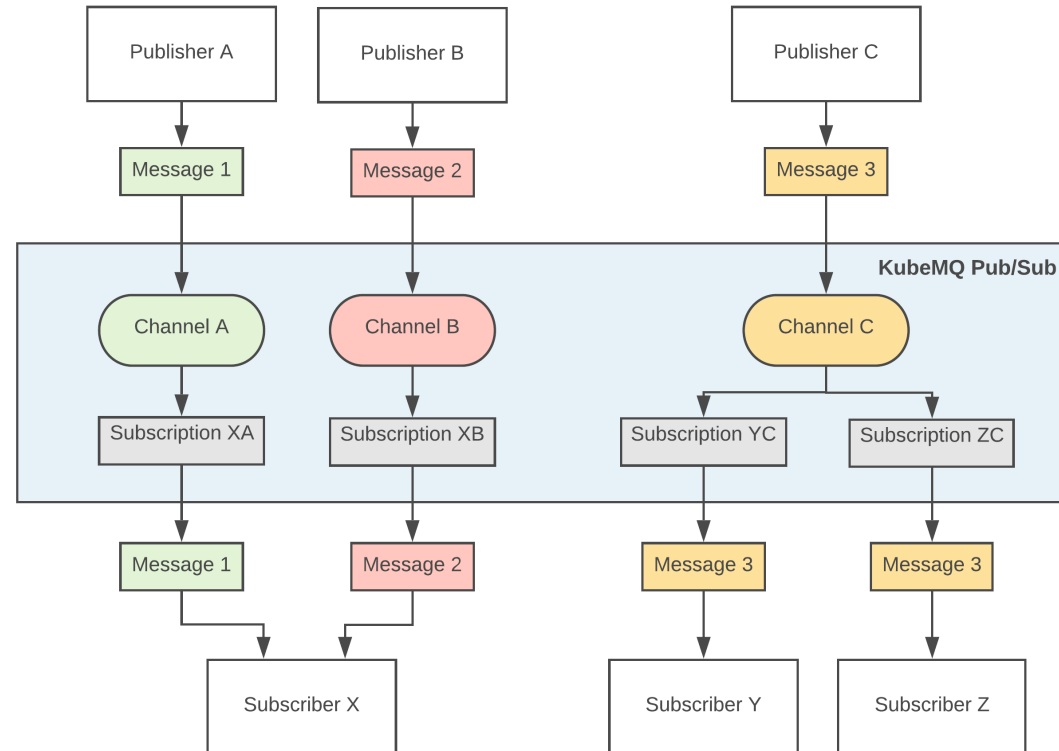 Publisher A
Publisher B
Publisher C
Message 1
Message 2
Message 3
KubeMQ Pub/Sub
Channel A
Channel B
Channel C
Subscription XA
Subscription XB
Subscription YC
Subscription ZC
Message 1
Message 2
Message 3
Message 3
Subscriber X
Subscriber Y
Subscriber Z